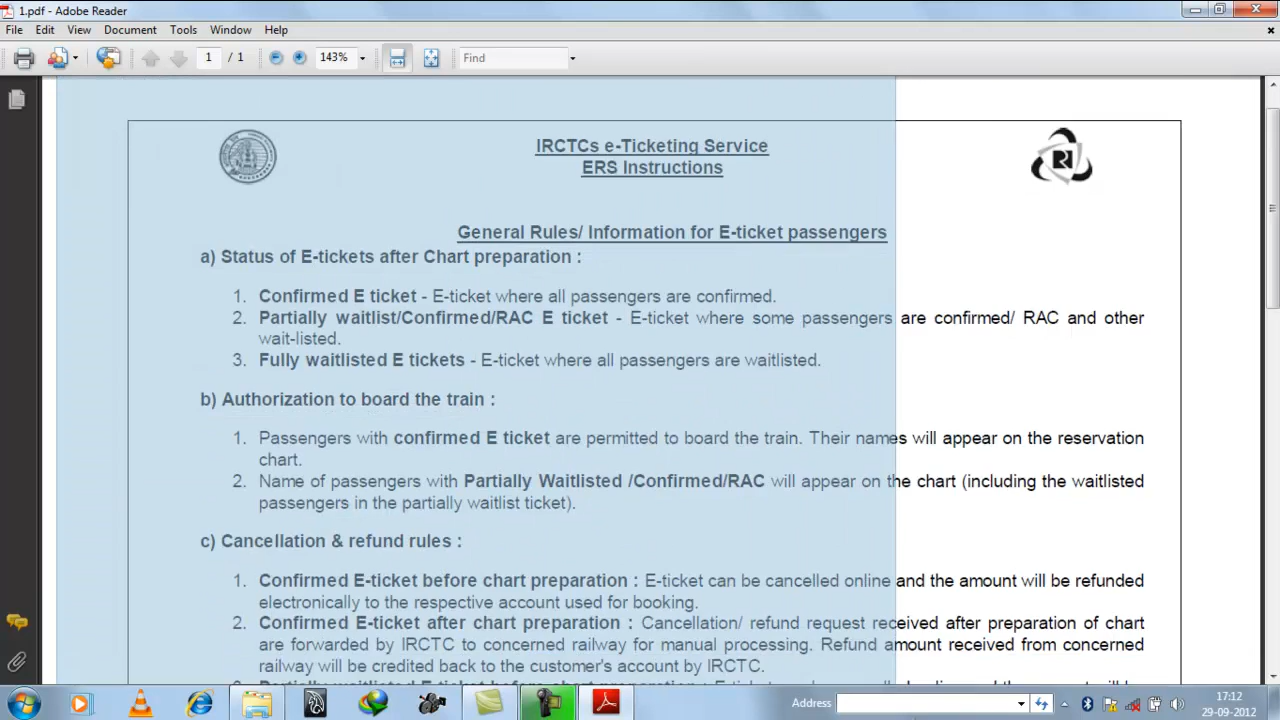 1.pdf - Adobe Reader
File Edit View Document Tools Window Help
1 / 1 143% Find
IRCTCs e-Ticketing Service
ERS Instructions
General Rules/ Information for E-ticket passengers
a) Status of E-tickets after Chart preparation :
1. Confirmed E ticket - E-ticket where all passengers are confirmed.
2. Partially waitlist/Confirmed/RAC E ticket - E-ticket where some passengers are confirmed/ RAC and other
wait-listed.
3. Fully waitlisted E tickets - E-ticket where all passengers are waitlisted.
b) Authorization to board the train :
1. Passengers with confirmed E ticket are permitted to board the train. Their names will appear on the reservation
chart.
2. Name of passengers with Partially Waitlisted /Confirmed/RAC will appear on the chart (including the waitlisted
passengers in the partially waitlist ticket).
c) Cancellation & refund rules :
1. Confirmed E-ticket before chart preparation : E-ticket can be cancelled online and the amount will be refunded
electronically to the respective account used for booking.
2. Confirmed E-ticket after chart preparation : Cancellation/ refund request received after preparation of chart
are forwarded by IRCTC to concerned railway for manual processing. Refund amount received from concerned
railway will be credited back to the customer's account by IRCTC.
Address
17:12
29-09-2012